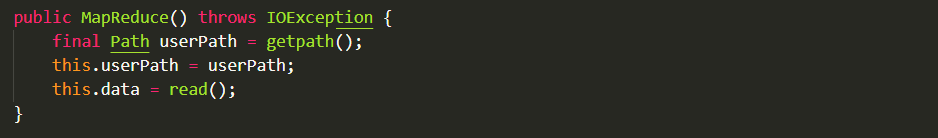 public MapReduce() throws IOException {
    final Path userPath = getpath();
    this.userPath = userPath;
    this.data = read();
}